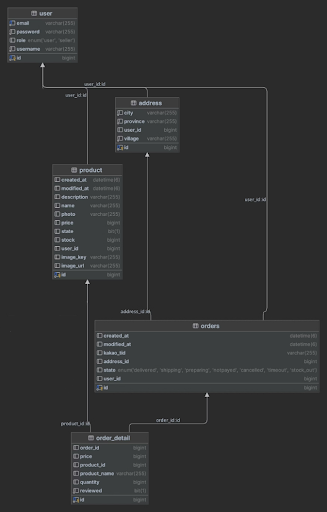 user
email varchar(255)
password varchar(255)
role enum('user', 'seller')
username varchar(255)
id bigint
user_id:id
user_id:id
address
city varchar(255)
province varchar(255)
user_id bigint
village varchar(255)
id bigint
product
created_at datetime(6)
modified_at datetime(6)
description varchar(255)
name varchar(255)
photo varchar(255)
price bigint
state bit(1)
stock bigint
user_id bigint
image_key varchar(255)
image_url varchar(255)
id bigint
user_id:id
address_id:id
orders
created_at datetime(6)
modified_at datetime(6)
kakao_tid varchar(255)
address_id bigint
state enum('delivered', 'shipping', 'preparing', 'notpayed', 'cancelled', 'timeout', 'stock_out')
user_id bigint
id bigint
product_id:id
order_id:id
order_detail
order_id bigint
price bigint
product_id bigint
product_name varchar(255)
quantity bigint
reviewed bit(1)
id bigint